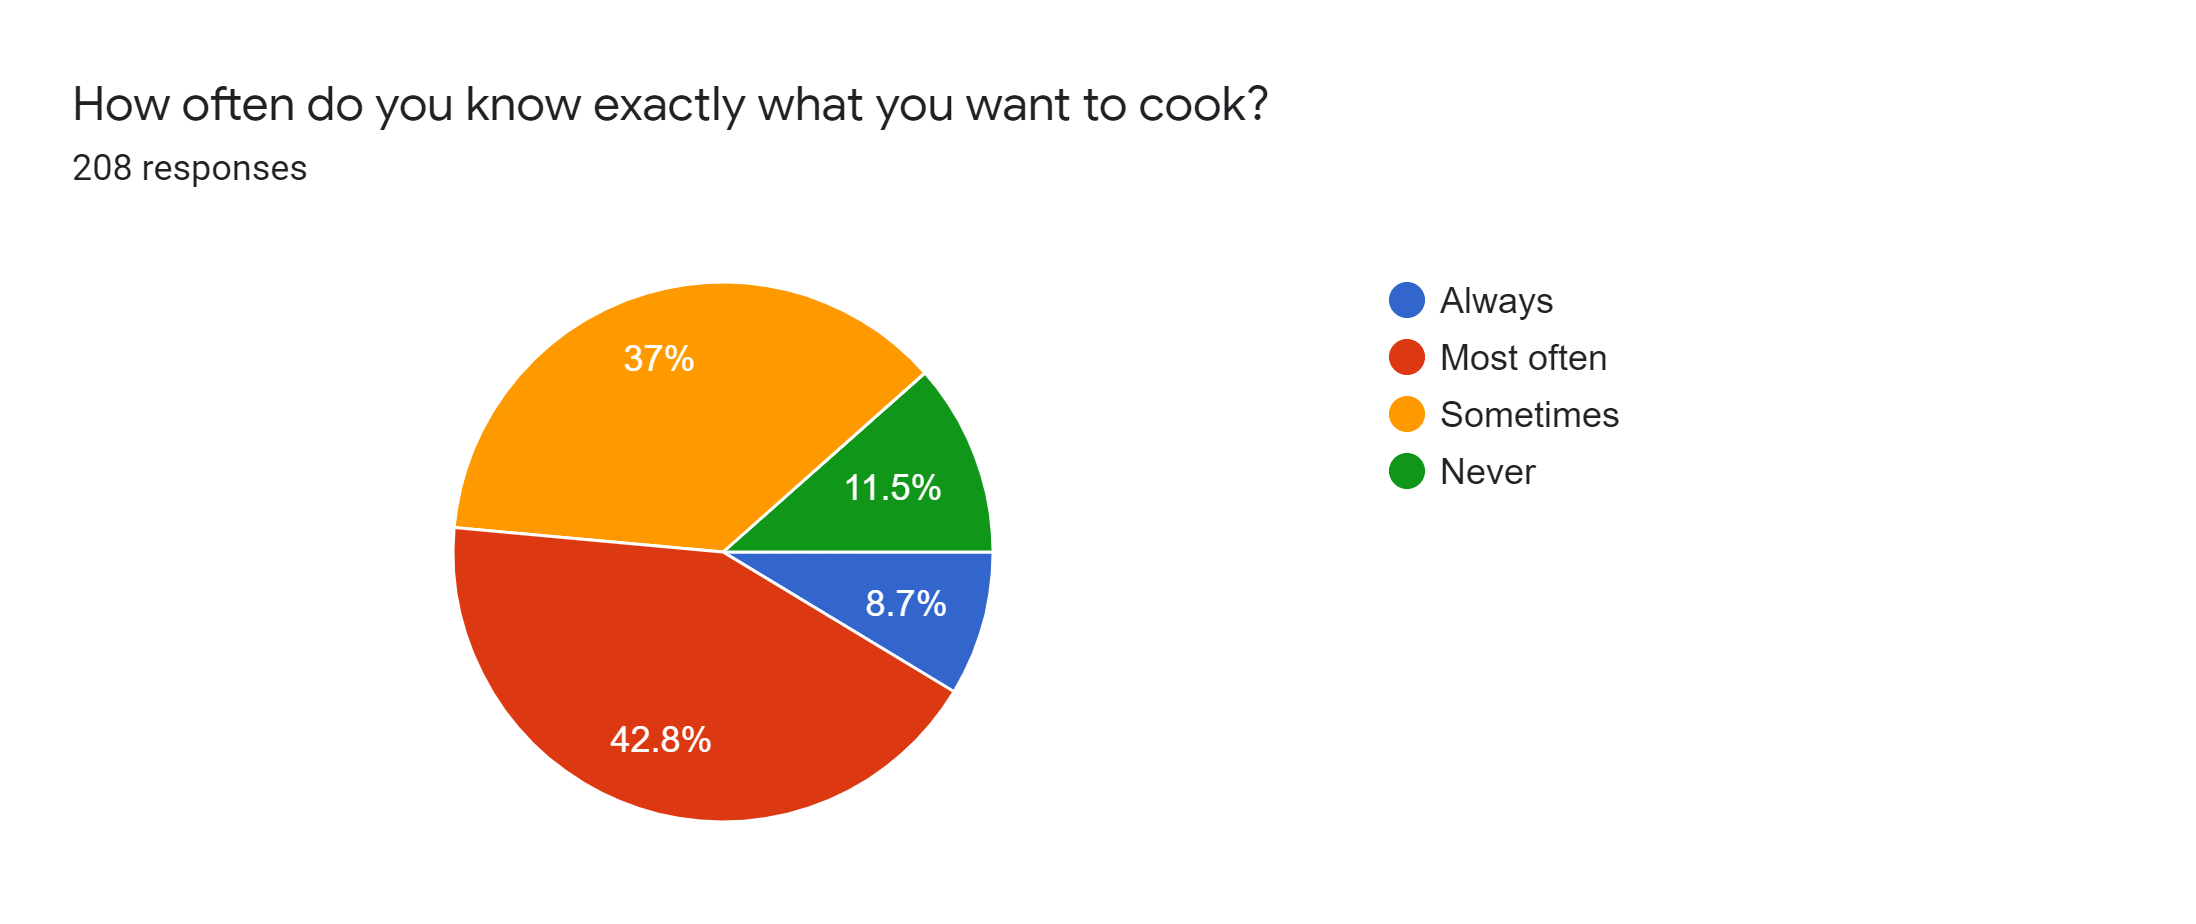 How often do you know exactly what you want to cook?
208 responses
37%
11.5%
8.7%
42.8%
Always
Most often
Sometimes
Never